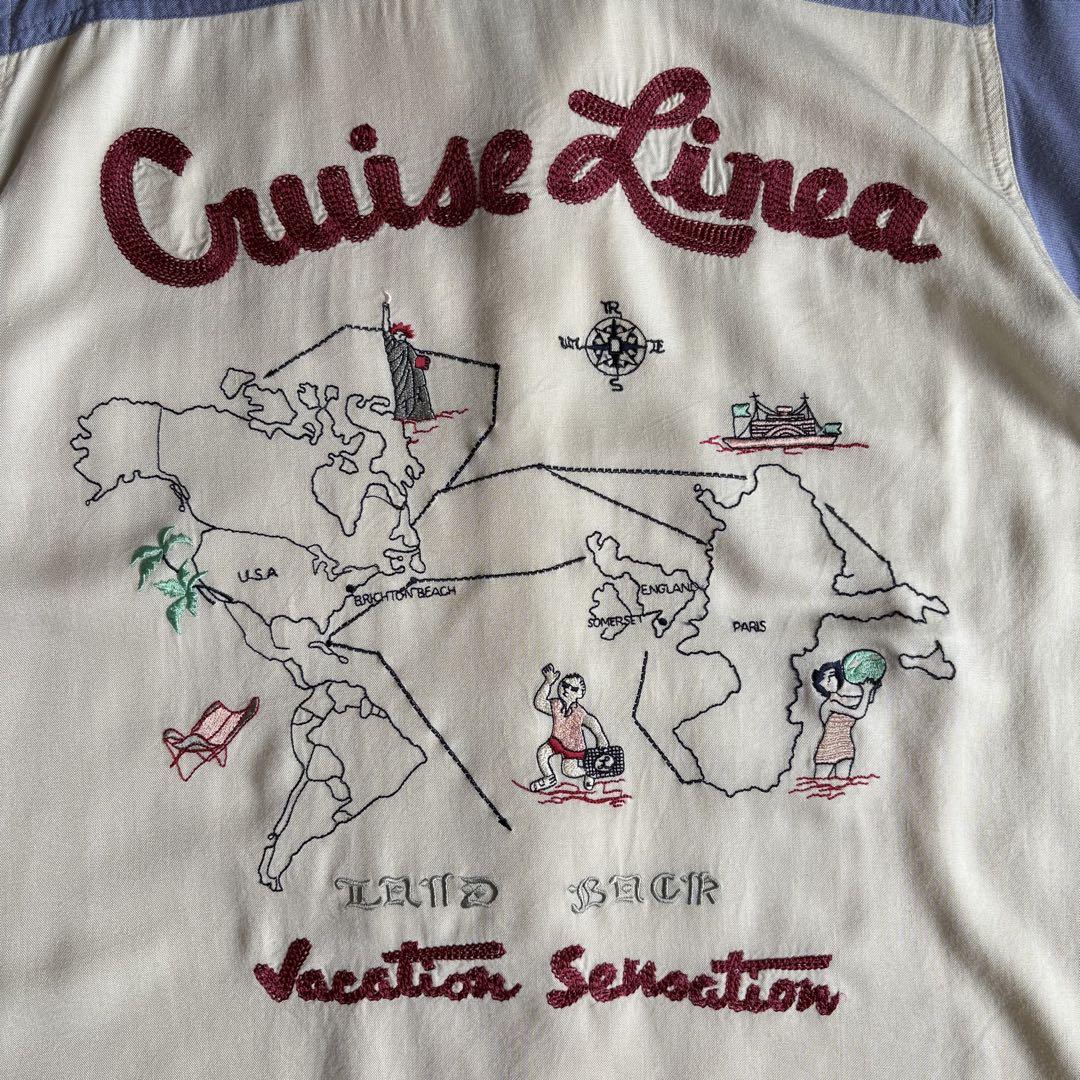 Cruise Linea
S
U.S.A
BRIGHTON BEACH
ENGLAND
SOMERSET
PARIS
LAND BACK
Vacation Sensation